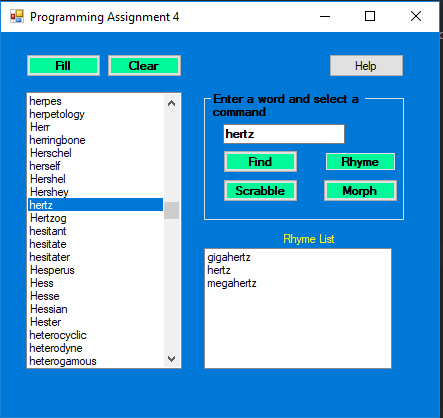 Programming Assignment 4
Fill
Clear
Help
herpes
herpetology
Herr
herringbone
Herschel
herself
Hershel
Hershey
hertz
Hertzog
hesitant
hesitate
hesitater
Hesperus
Hess
Hesse
Hessian
Hester
heterocyclic
heterodyne
heterogamous
Enter a word and select a
command
hertz
Find
Rhyme
Scrabble
Morph
Rhyme List
gigahertz
hertz
megahertz